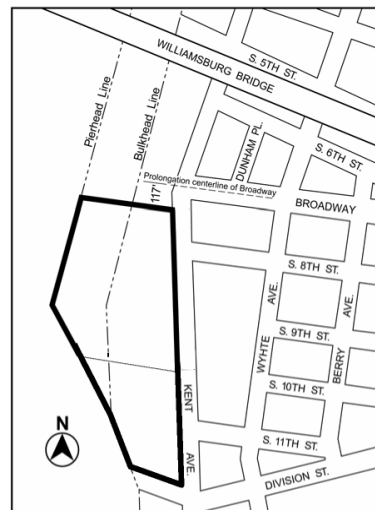 S. 5TH ST.
WILLIAMSBURG BRIDGE
Pierhead Line
Bulkhead Line
S. 6TH ST.
DUNHAM PL.
Prolongation centerline of Broadway
117'
BROADWAY
S. 8TH ST.
AVE.
AVE.
S. 9TH ST.
WYHTE
BERRY
S. 10TH ST.
KENT
S. 11TH ST.
N
AVE.
DIVISION ST.